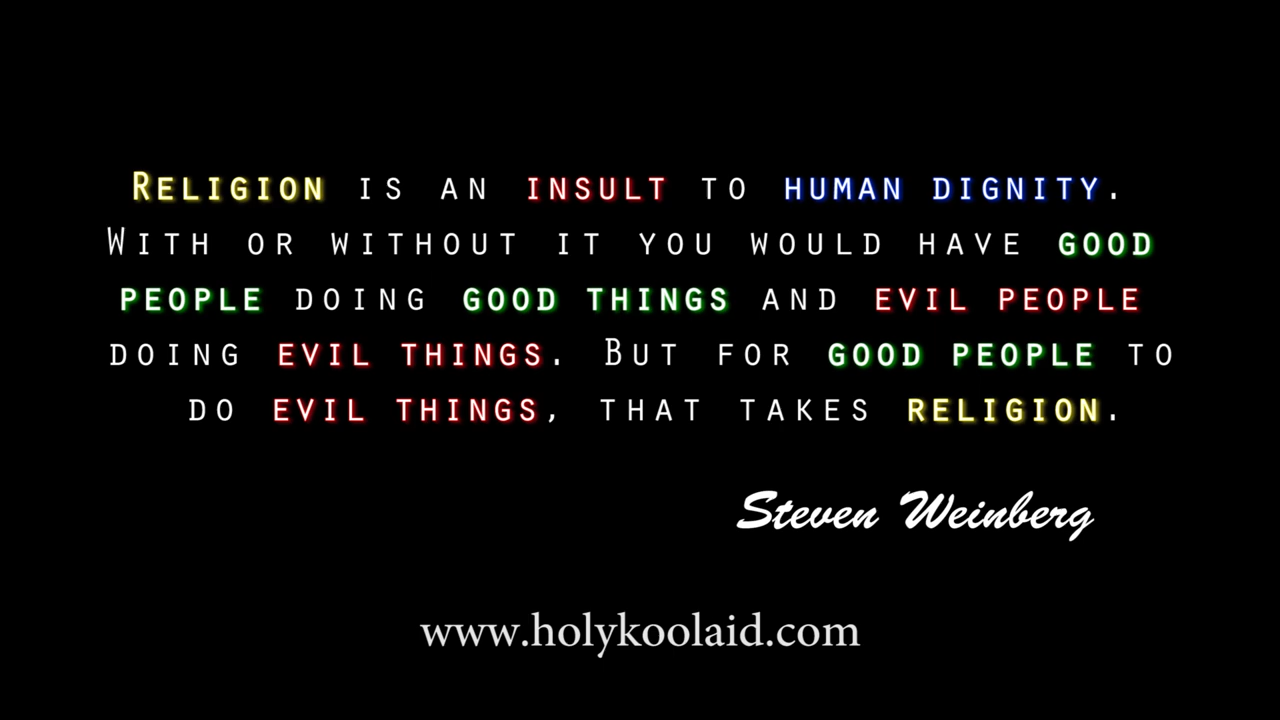 Religion is an insult to human dignity.
With or without it you would have good
people doing good things and evil people
doing evil things. But for good people to
do evil things, that takes religion.
Steven Weinberg
www.holykoolaid.com